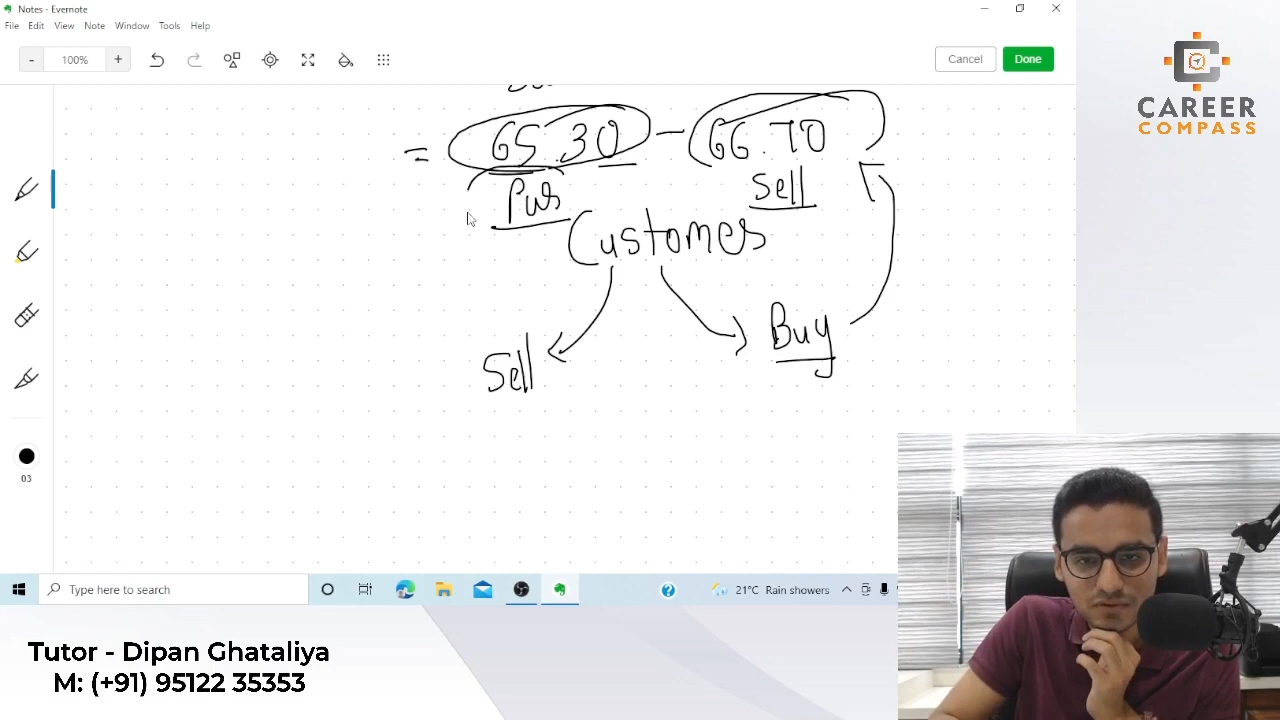 Notes - Evernote
File Edit View Note Window Tools Help
- 100% +
Cancel Done
CAREER
COMPASS
= 65.30 - 66.70
Pur Sell
Customer
Sell Buy
03
Type here to search
21°C Rain showers
Tutor - Dipan Ghataliya
M: (+91) 95122 35353